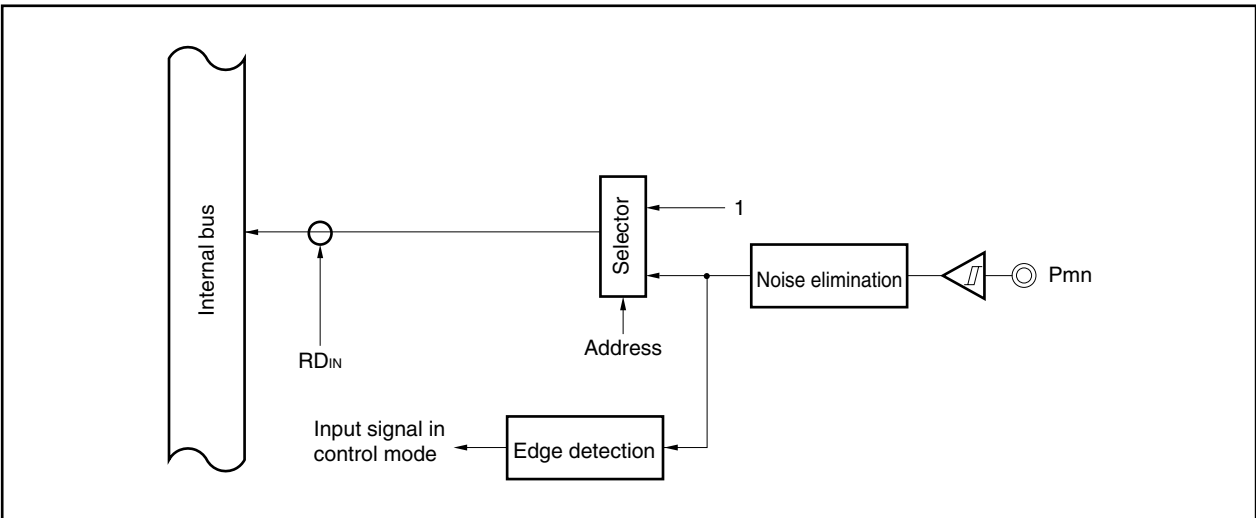 Internal bus
Selector
1
Noise elimination
Pmn
Address
RDIN
Input signal in
control mode
Edge detection